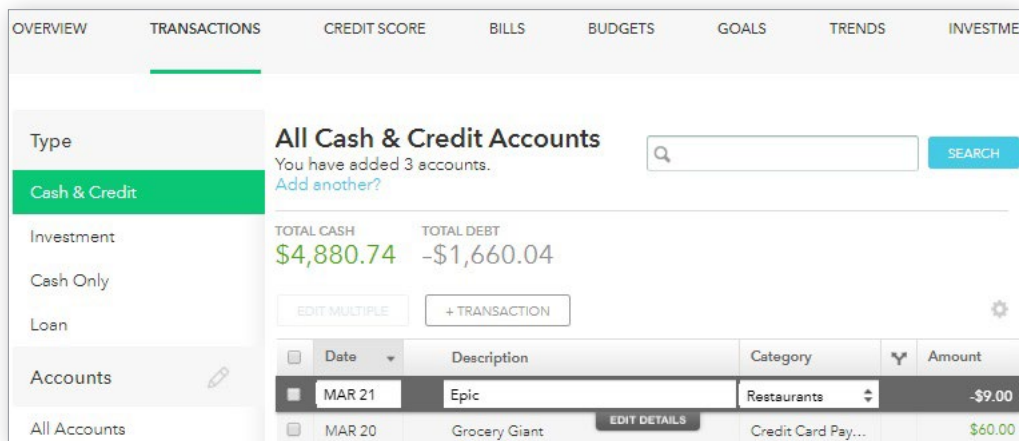 OVERVIEW TRANSACTIONS CREDIT SCORE BILLS BUDGETS GOALS TRENDS INVESTME
Type
Cash & Credit
Investment
Cash Only
Loan
Accounts
All Accounts
All Cash & Credit Accounts
You have added 3 accounts.
Add another?
SEARCH
TOTAL CASH TOTAL DEBT
$4,880.74 -$1,660.04
EDIT MULTIPLE + TRANSACTION
Date Description Category Amount
MAR 21 Epic Restaurants -$9.00
EDIT DETAILS
MAR 20 Grocery Giant Credit Card Pay... $60.00